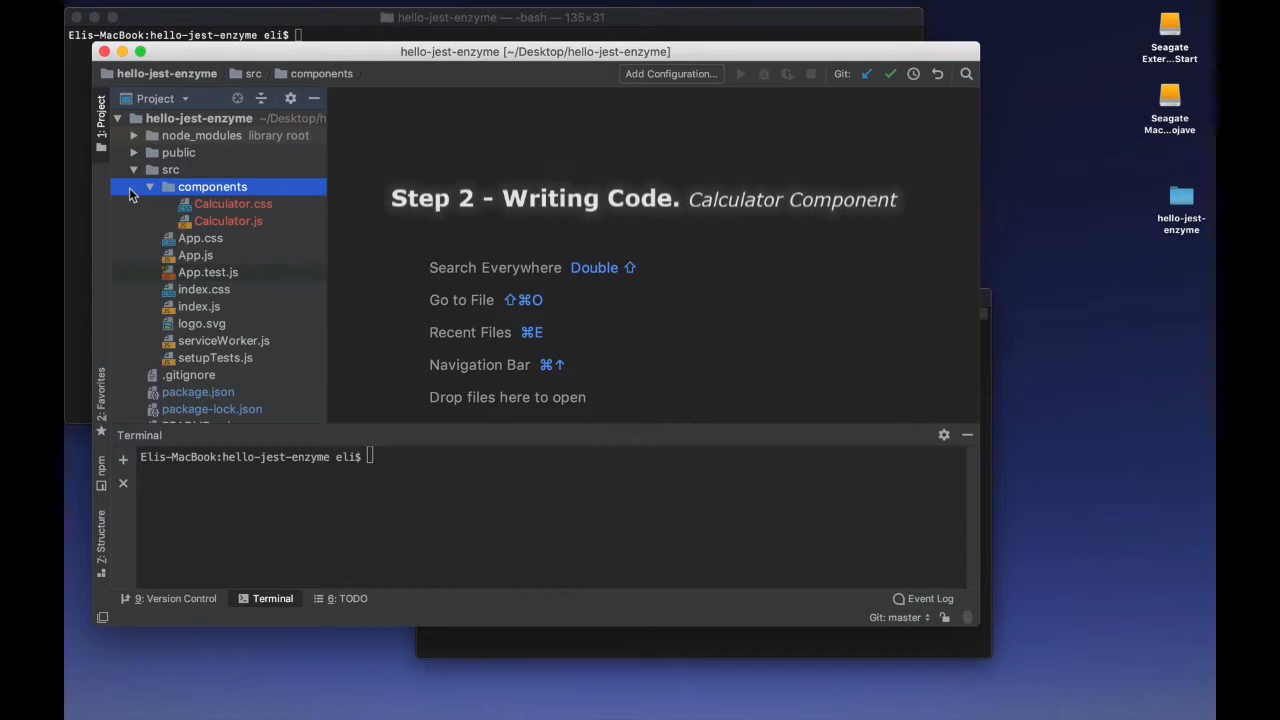 hello-jest-enzyme — -bash — 135×31
Elis-MacBook:hello-jest-enzyme eli$
Seagate
Exter...Start
Seagate
Mac...ojave
hello-jest-
enzyme
hello-jest-enzyme [~/Desktop/hello-jest-enzyme]
hello-jest-enzyme src components
Add Configuration...
Git:
1: Project
Project
hello-jest-enzyme ~/Desktop/h
node_modules library root
public
src
components
Calculator.css
Calculator.js
App.css
App.js
App.test.js
index.css
index.js
logo.svg
serviceWorker.js
setupTests.js
.gitignore
package.json
package-lock.json
Step 2 - Writing Code. Calculator Component
Search Everywhere Double ⇧
Go to File ⇧⌘O
Recent Files ⌘E
Navigation Bar ⌘↑
Drop files here to open
2: Favorites
npm
Z: Structure
Terminal
Elis-MacBook:hello-jest-enzyme eli$
9: Version Control Terminal 6: TODO
Event Log
Git: master